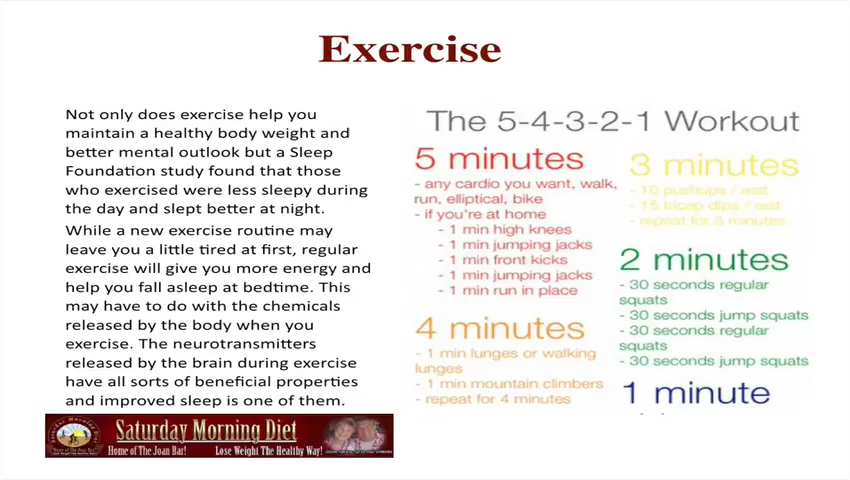 Exercise
Not only does exercise help you
maintain a healthy body weight and
better mental outlook but a Sleep
Foundation study found that those
who exercised were less sleepy during
the day and slept better at night.
While a new exercise routine may
leave you a little tired at first, regular
exercise will give you more energy and
help you fall asleep at bedtime. This
may have to do with the chemicals
released by the body when you
exercise. The neurotransmitters
released by the brain during exercise
have all sorts of beneficial properties
and improved sleep is one of them.
The 5-4-3-2-1 Workout
5 minutes
- any cardio you want, walk,
run, elliptical, bike
- if you're at home
- 1 min high knees
- 1 min jumping jacks
- 1 min front kicks
- 1 min jumping jacks
- 1 min run in place
4 minutes
- 1 min lunges or walking
lunges
- 1 min mountain climbers
- repeat for 4 minutes
3 minutes
- 10 pushups / rest
- 15 tricep dips / rest
- repeat for 3 minutes
2 minutes
- 30 seconds regular
squats
- 30 seconds jump squats
- 30 seconds regular
squats
- 30 seconds jump squats
1 minute
Saturday Morning Diet
Home of The Joan Bar! Lose Weight The Healthy Way!